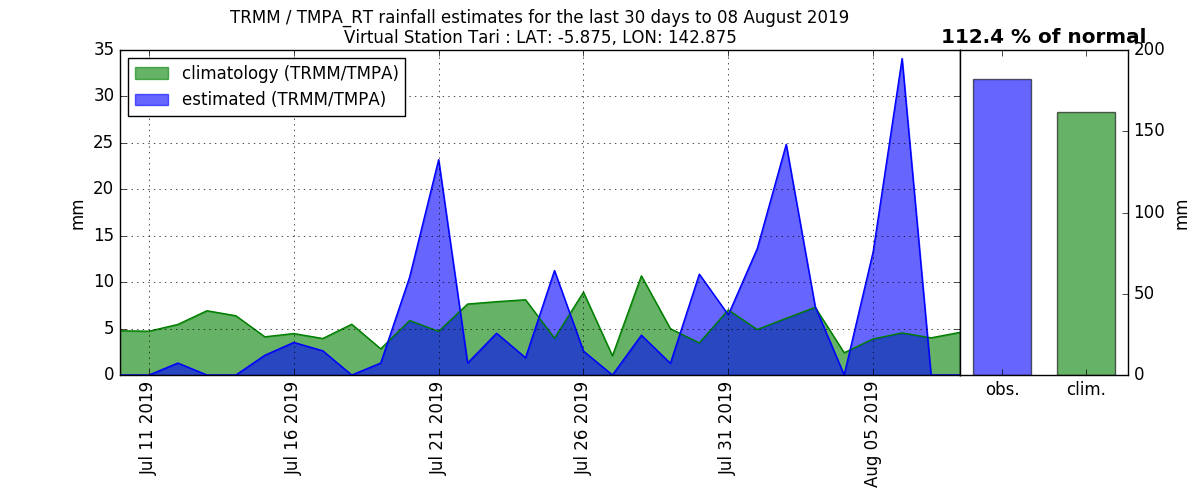 TRMM / TMPA_RT rainfall estimates for the last 30 days to 08 August 2019
Virtual Station Tari : LAT: -5.875, LON: 142.875
112.4 % of normal
climatology (TRMM/TMPA)
estimated (TRMM/TMPA)
35
30
25
20
15
10
5
0
mm
Jul 11 2019
Jul 16 2019
Jul 21 2019
Jul 26 2019
Jul 31 2019
Aug 05 2019
200
150
100
50
0
mm
obs.
clim.